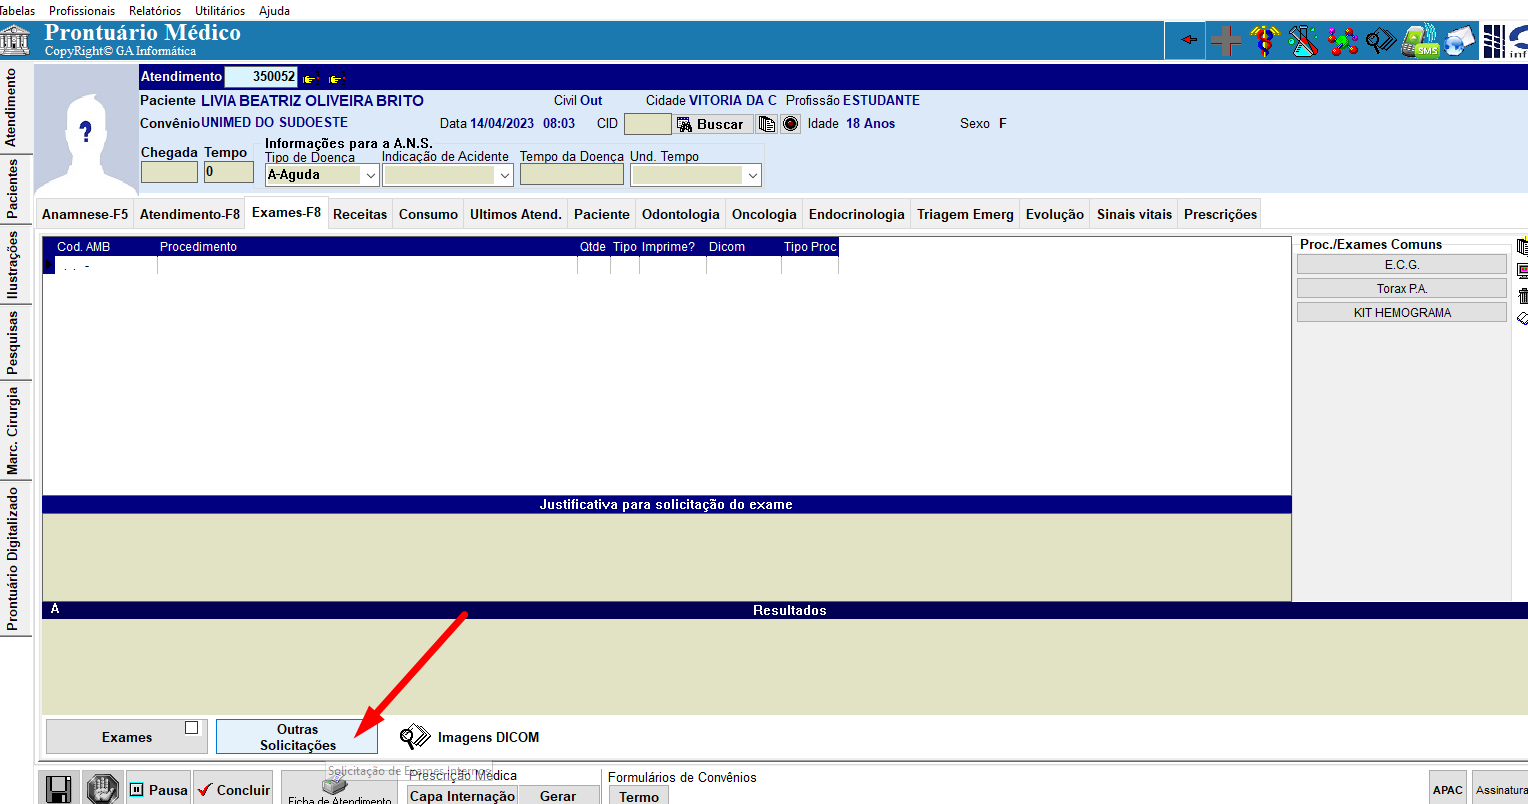 Tabelas Profissionais Relatórios Utilitários Ajuda
Prontuário Médico
CopyRight© GA Informática
SMS
inf
Atendimento
Pacientes
Ilustrações
Pesquisas
Marc. Cirurgia
Prontuário Digitalizado
Atendimento 350052
Paciente LIVIA BEATRIZ OLIVEIRA BRITO Civil Out Cidade VITORIA DA C Profissão ESTUDANTE
Convênio UNIMED DO SUDOESTE Data 14/04/2023 08:03 CID Buscar Idade 18 Anos Sexo F
Informações para a A.N.S.
Chegada Tempo Tipo de Doença Indicação de Acidente Tempo da Doença Und. Tempo
0 A-Aguda
Anamnese-F5 Atendimento-F8 Exames-F8 Receitas Consumo Ultimos Atend. Paciente Odontologia Oncologia Endocrinologia Triagem Emerg Evolução Sinais vitais Prescrições
Cod. AMB Procedimento Qtde Tipo Imprime? Dicom Tipo Proc
. . -
Proc./Exames Comuns
E.C.G.
Torax P.A.
KIT HEMOGRAMA
Justificativa para solicitação do exame
A Resultados
Exames
Outras
Solicitações
Imagens DICOM
Solicitação de Exames Internos
Prescrição Médica
Formulários de Convênios
Pausa Concluir
Ficha de Atendimento
Capa Internação Gerar Termo
APAC Assinatura